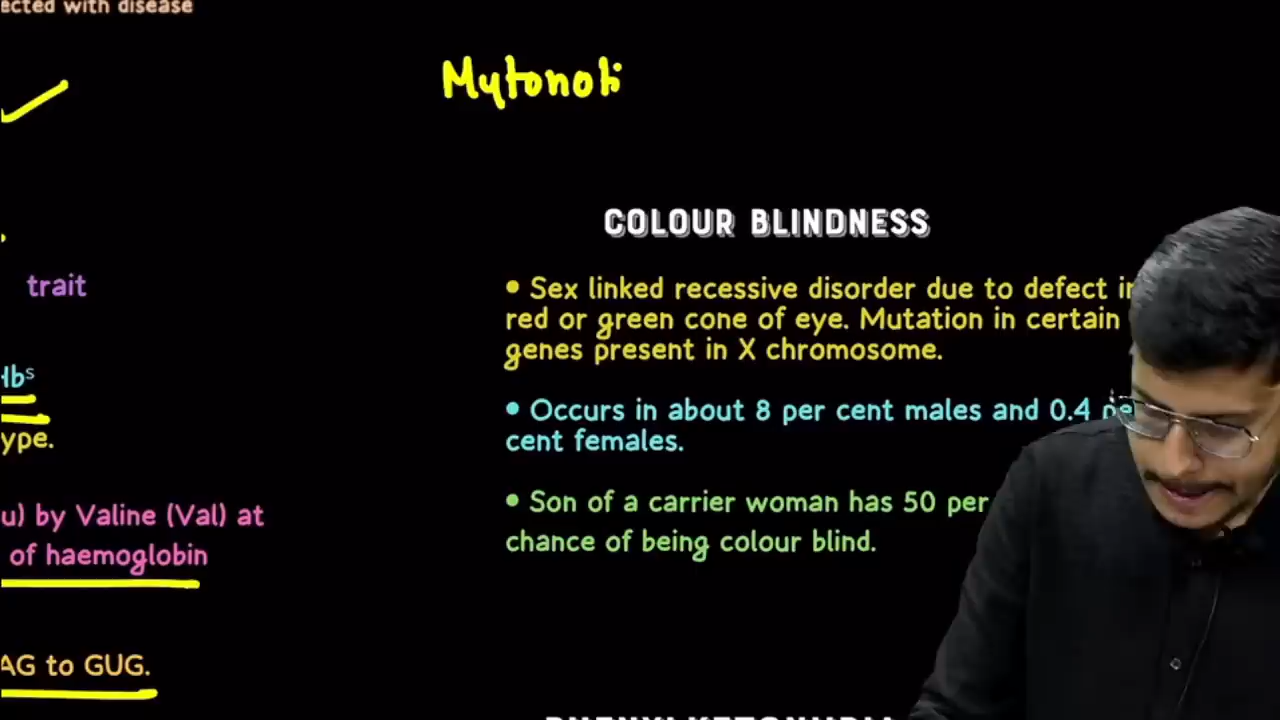 ected with disease
Mytonoti
COLOUR BLINDNESS
trait
• Sex linked recessive disorder due to defect in
red or green cone of eye. Mutation in certain
genes present in X chromosome.
Hbˢ
ype.
• Occurs in about 8 per cent males and 0.4 pe
cent females.
u) by Valine (Val) at
of haemoglobin
• Son of a carrier woman has 50 per
chance of being colour blind.
AG to GUG.